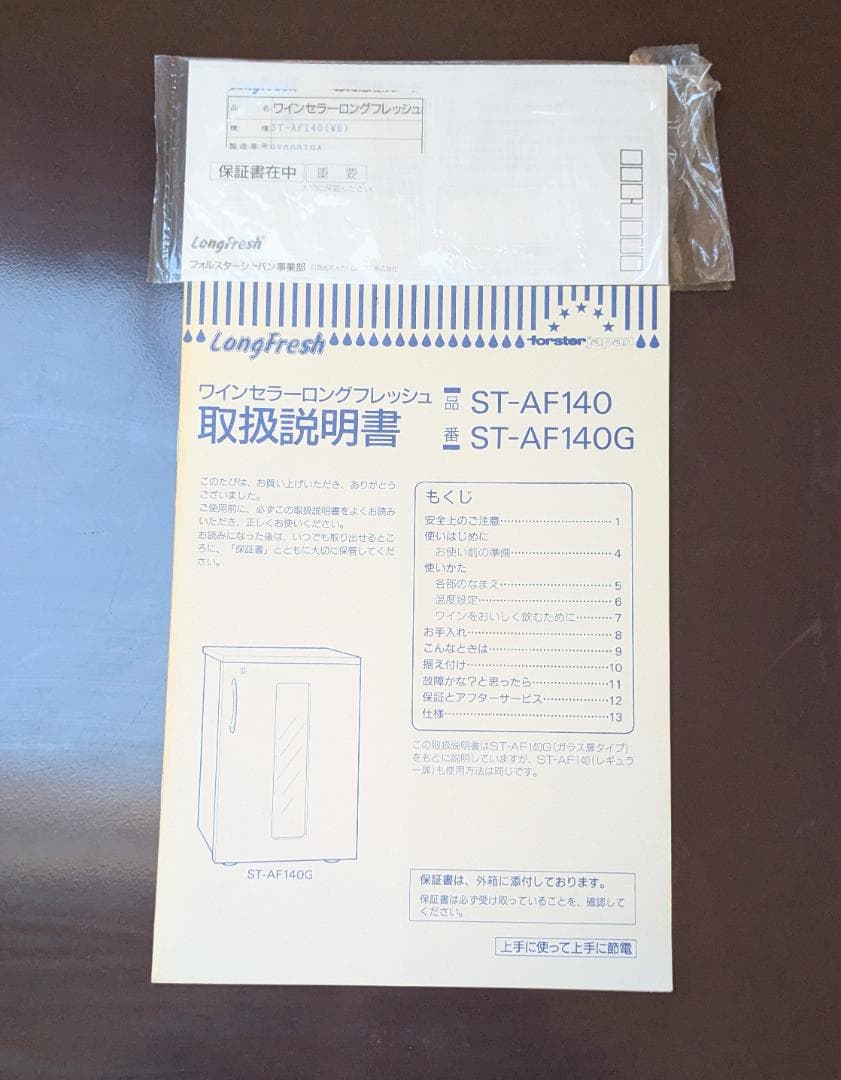 LongFresh
品 名 ワインセラーロングフレッシュ
機 種 ST-AF140(WB)
製造番号
保証書在中 重要
LongFresh
フォルスタージャパン事業部
LongFresh
forster japan
ワインセラーロングフレッシュ
取扱説明書
品番
ST-AF140
ST-AF140G
このたびは、お買い上げいただき、ありがとう
ございました。
ご使用前に、必ずこの取扱説明書をよくお読み
いただき、正しくお使いください。
お読みになった後は、いつでも取り出せるとこ
ろに、「保証書」とともに大切に保管してくだ
さい。
もくじ
安全上のご注意……………………………1
使いはじめに
お使い前の準備…………………………4
使いかた
各部のなまえ……………………………5
温度設定…………………………………6
ワインをおいしく飲むために…………7
お手入れ……………………………………8
こんなときは………………………………9
据え付け……………………………………10
故障かな?と思ったら……………………11
保証とアフターサービス…………………12
仕様…………………………………………13
この取扱説明書はST-AF140G(ガラス扉タイプ)
をもとに説明していますが、ST-AF140(レギュラ
ー扉)も使用方法は同じです。
ST-AF140G
保証書は、外箱に添付しております。
保証書は必ず受け取っていることを、確認して
ください。
上手に使って上手に節電